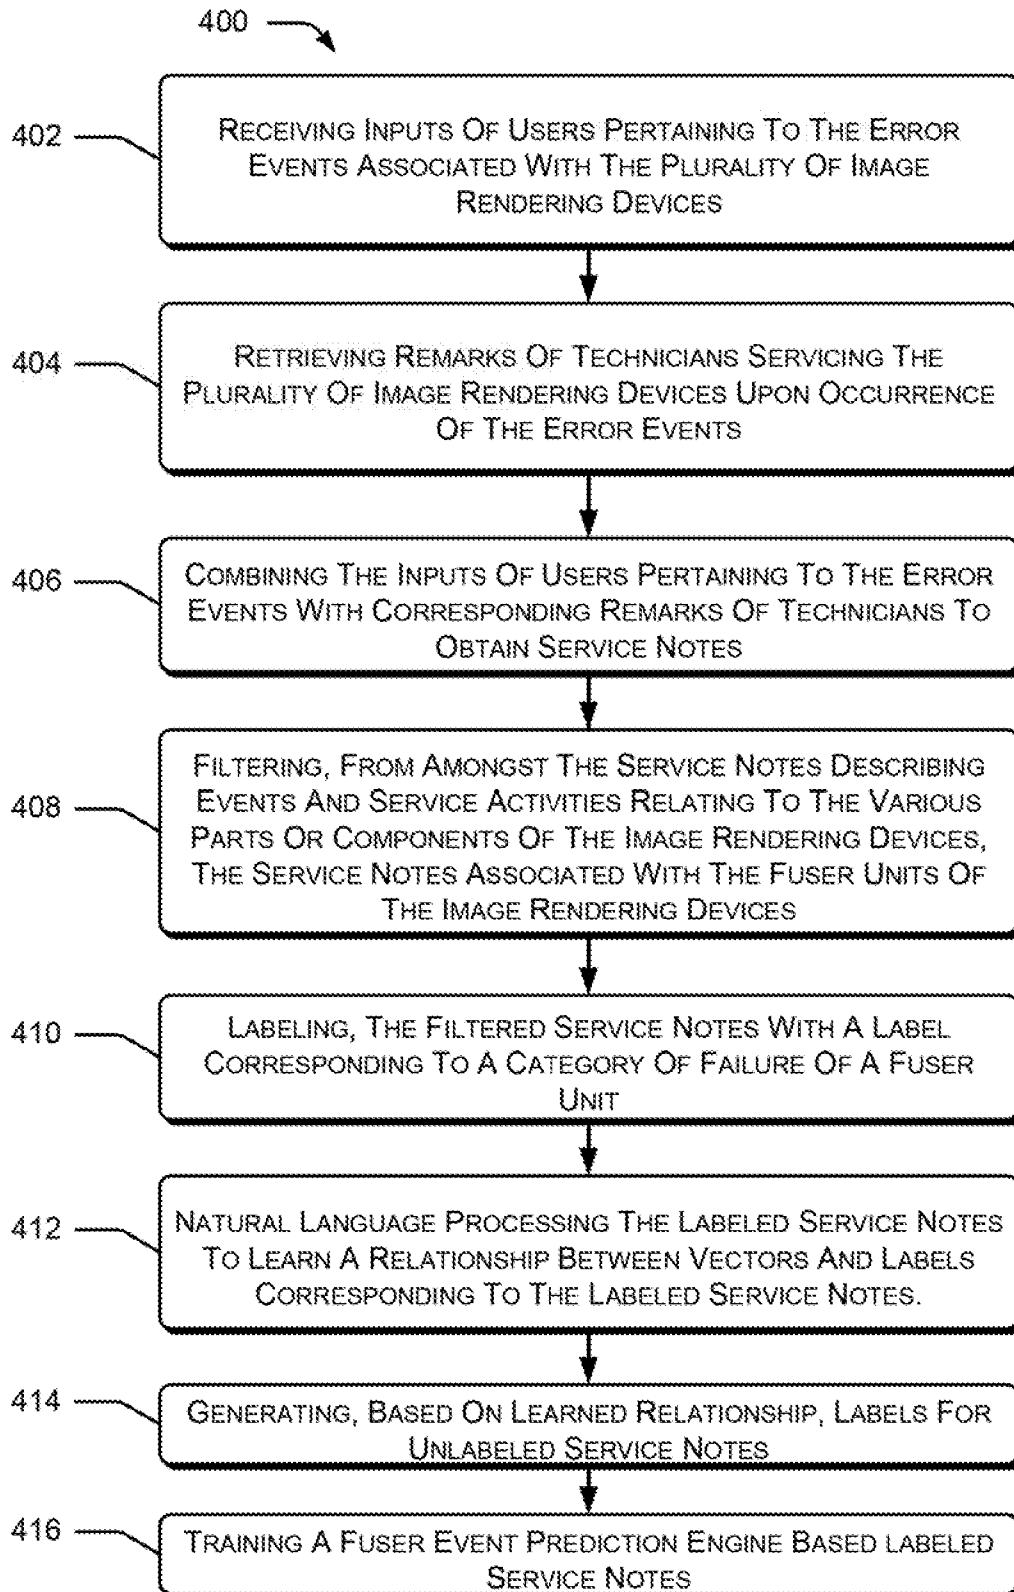 400
402
RECEIVING INPUTS OF USERS PERTAINING TO THE ERROR
EVENTS ASSOCIATED WITH THE PLURALITY OF IMAGE
RENDERING DEVICES
404
RETRIEVING REMARKS OF TECHNICIANS SERVICING THE
PLURALITY OF IMAGE RENDERING DEVICES UPON OCCURRENCE
OF THE ERROR EVENTS
406
COMBINING THE INPUTS OF USERS PERTAINING TO THE ERROR
EVENTS WITH CORRESPONDING REMARKS OF TECHNICIANS TO
OBTAIN SERVICE NOTES
408
FILTERING, FROM AMONGST THE SERVICE NOTES DESCRIBING
EVENTS AND SERVICE ACTIVITIES RELATING TO THE VARIOUS
PARTS OR COMPONENTS OF THE IMAGE RENDERING DEVICES,
THE SERVICE NOTES ASSOCIATED WITH THE FUSER UNITS OF
THE IMAGE RENDERING DEVICES
410
LABELING, THE FILTERED SERVICE NOTES WITH A LABEL
CORRESPONDING TO A CATEGORY OF FAILURE OF A FUSER
UNIT
412
NATURAL LANGUAGE PROCESSING THE LABELED SERVICE NOTES
TO LEARN A RELATIONSHIP BETWEEN VECTORS AND LABELS
CORRESPONDING TO THE LABELED SERVICE NOTES.
414
GENERATING, BASED ON LEARNED RELATIONSHIP, LABELS FOR
UNLABELED SERVICE NOTES
416
TRAINING A FUSER EVENT PREDICTION ENGINE BASED LABELED
SERVICE NOTES